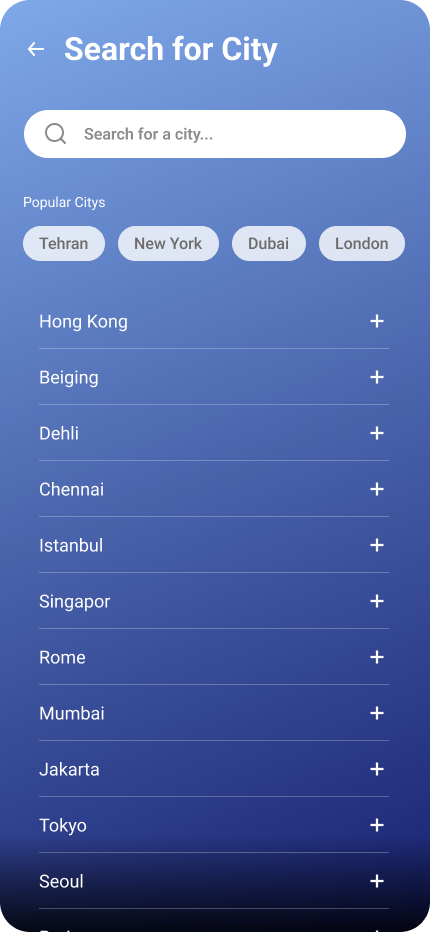 Search for City
Search for a city...
Popular Citys
Tehran New York Dubai London
Hong Kong
Beiging
Dehli
Chennai
Istanbul
Singapor
Rome
Mumbai
Jakarta
Tokyo
Seoul